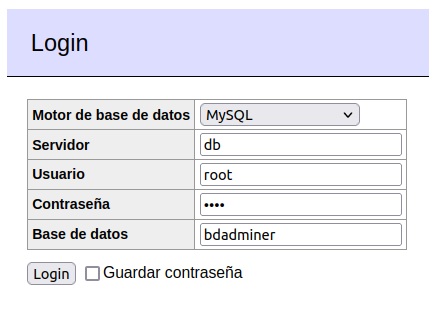 Login
Motor de base de datos MySQL
Servidor db
Usuario root
Contraseña ••••
Base de datos bdadminer
Login Guardar contraseña